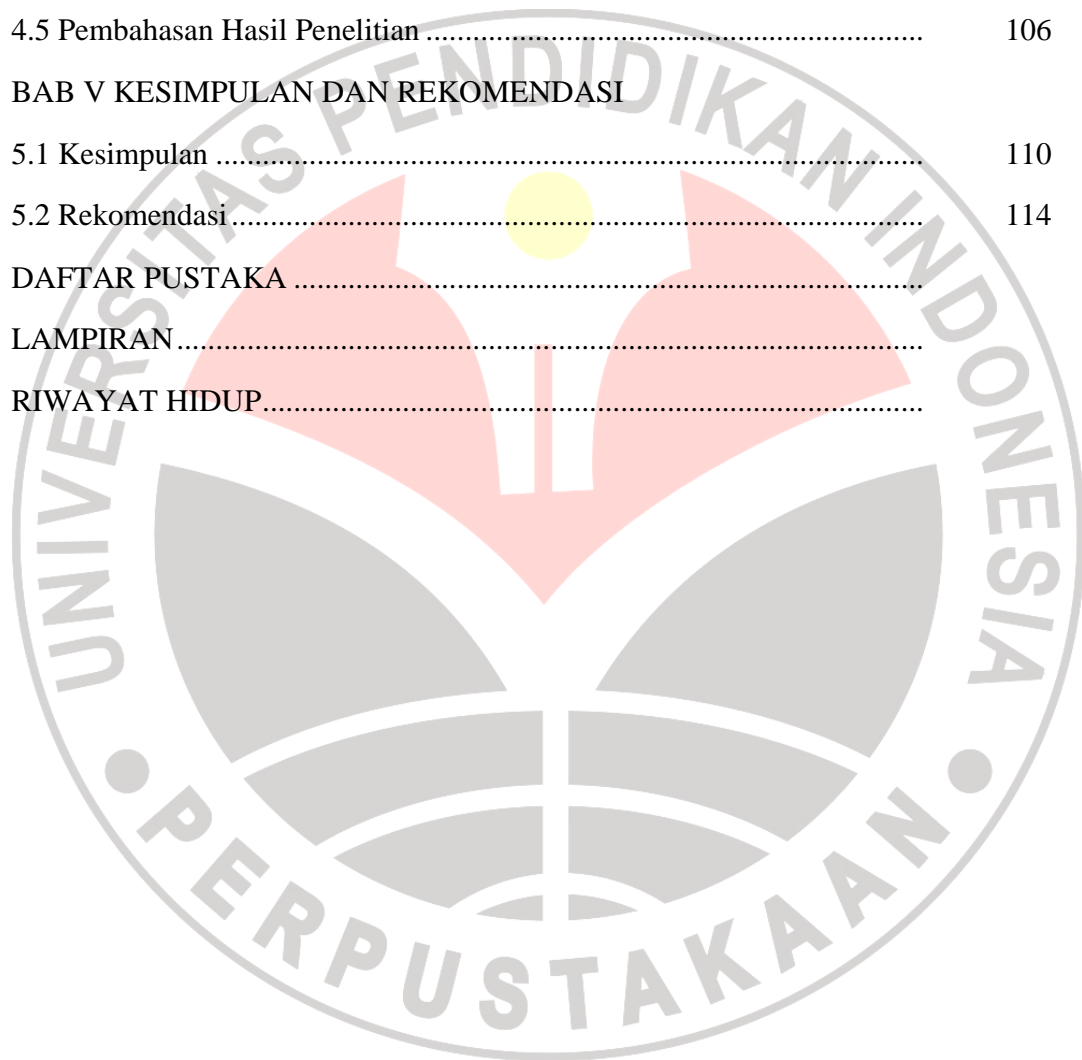 4.5 Pembahasan Hasil Penelitian ........................................................................ 106
BAB V KESIMPULAN DAN REKOMENDASI
5.1 Kesimpulan ...................................................................................................... 110
5.2 Rekomendasi .................................................................................................... 114
DAFTAR PUSTAKA ...........................................................................................
LAMPIRAN ............................................................................................................
RIWAYAT HIDUP ................................................................................................
UNIVERSITAS PENDIDIKAN INDONESIA
PERPUSTAKAAN